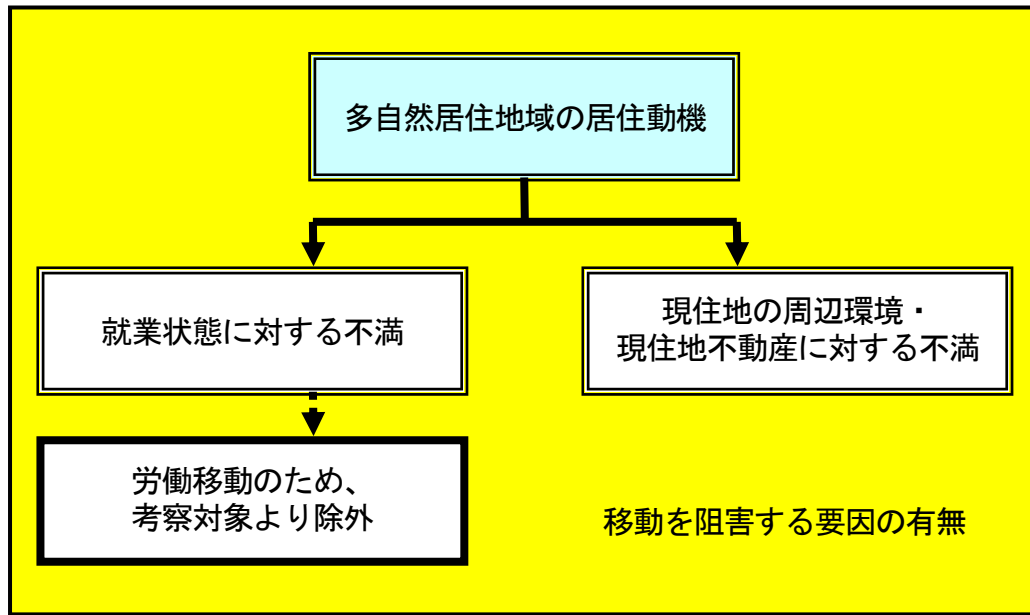 多自然居住地域の居住動機
就業状態に対する不満
現住地の周辺環境・
現住地不動産に対する不満
労働移動のため、
考察対象より除外
移動を阻害する要因の有無